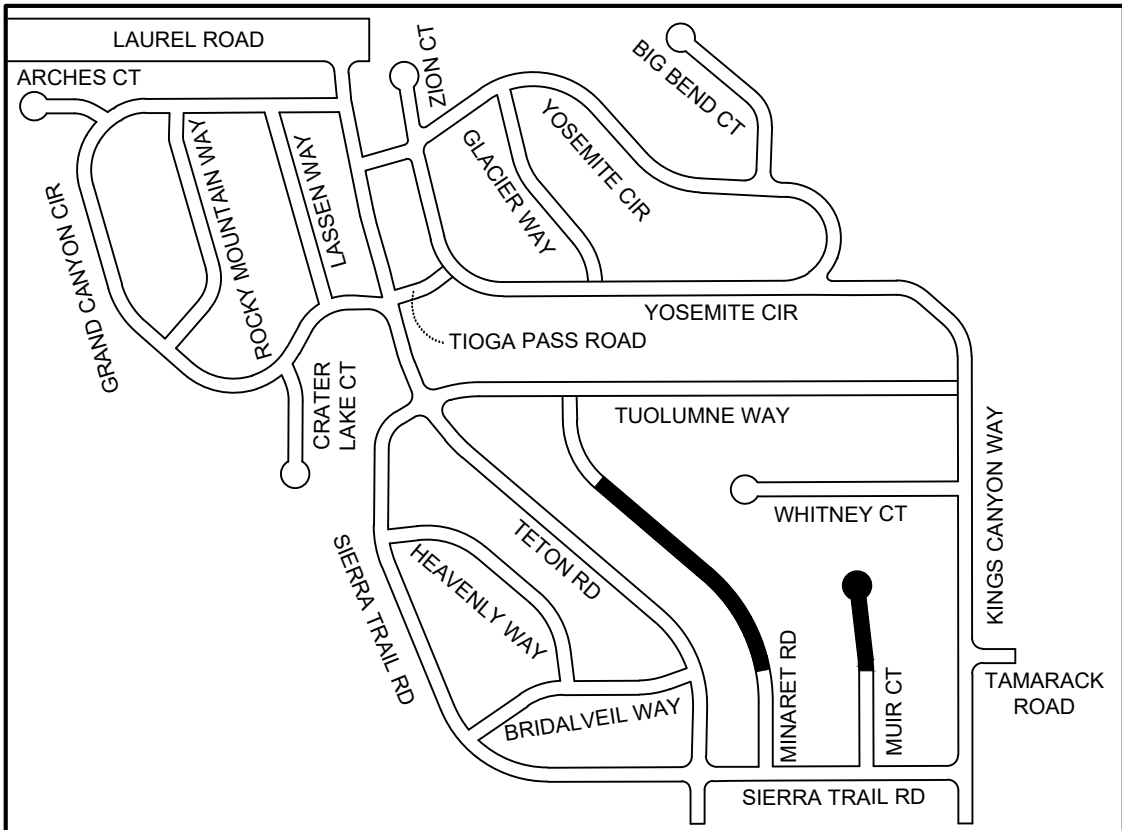 LAUREL ROAD
ARCHES CT
ZION CT
BIG BEND CT
YOSEMITE CIR
GLACIER WAY
ROCKY MOUNTAIN WAY
LASSEN WAY
GRAND CANYON CIR
YOSEMITE CIR
TIOGA PASS ROAD
CRATER
LAKE CT
TUOLUMNE WAY
KINGS CANYON WAY
WHITNEY CT
TETON RD
HEAVENLY WAY
SIERRA TRAIL RD
MINARET RD
MUIR CT
TAMARACK
ROAD
BRIDALVEIL WAY
SIERRA TRAIL RD